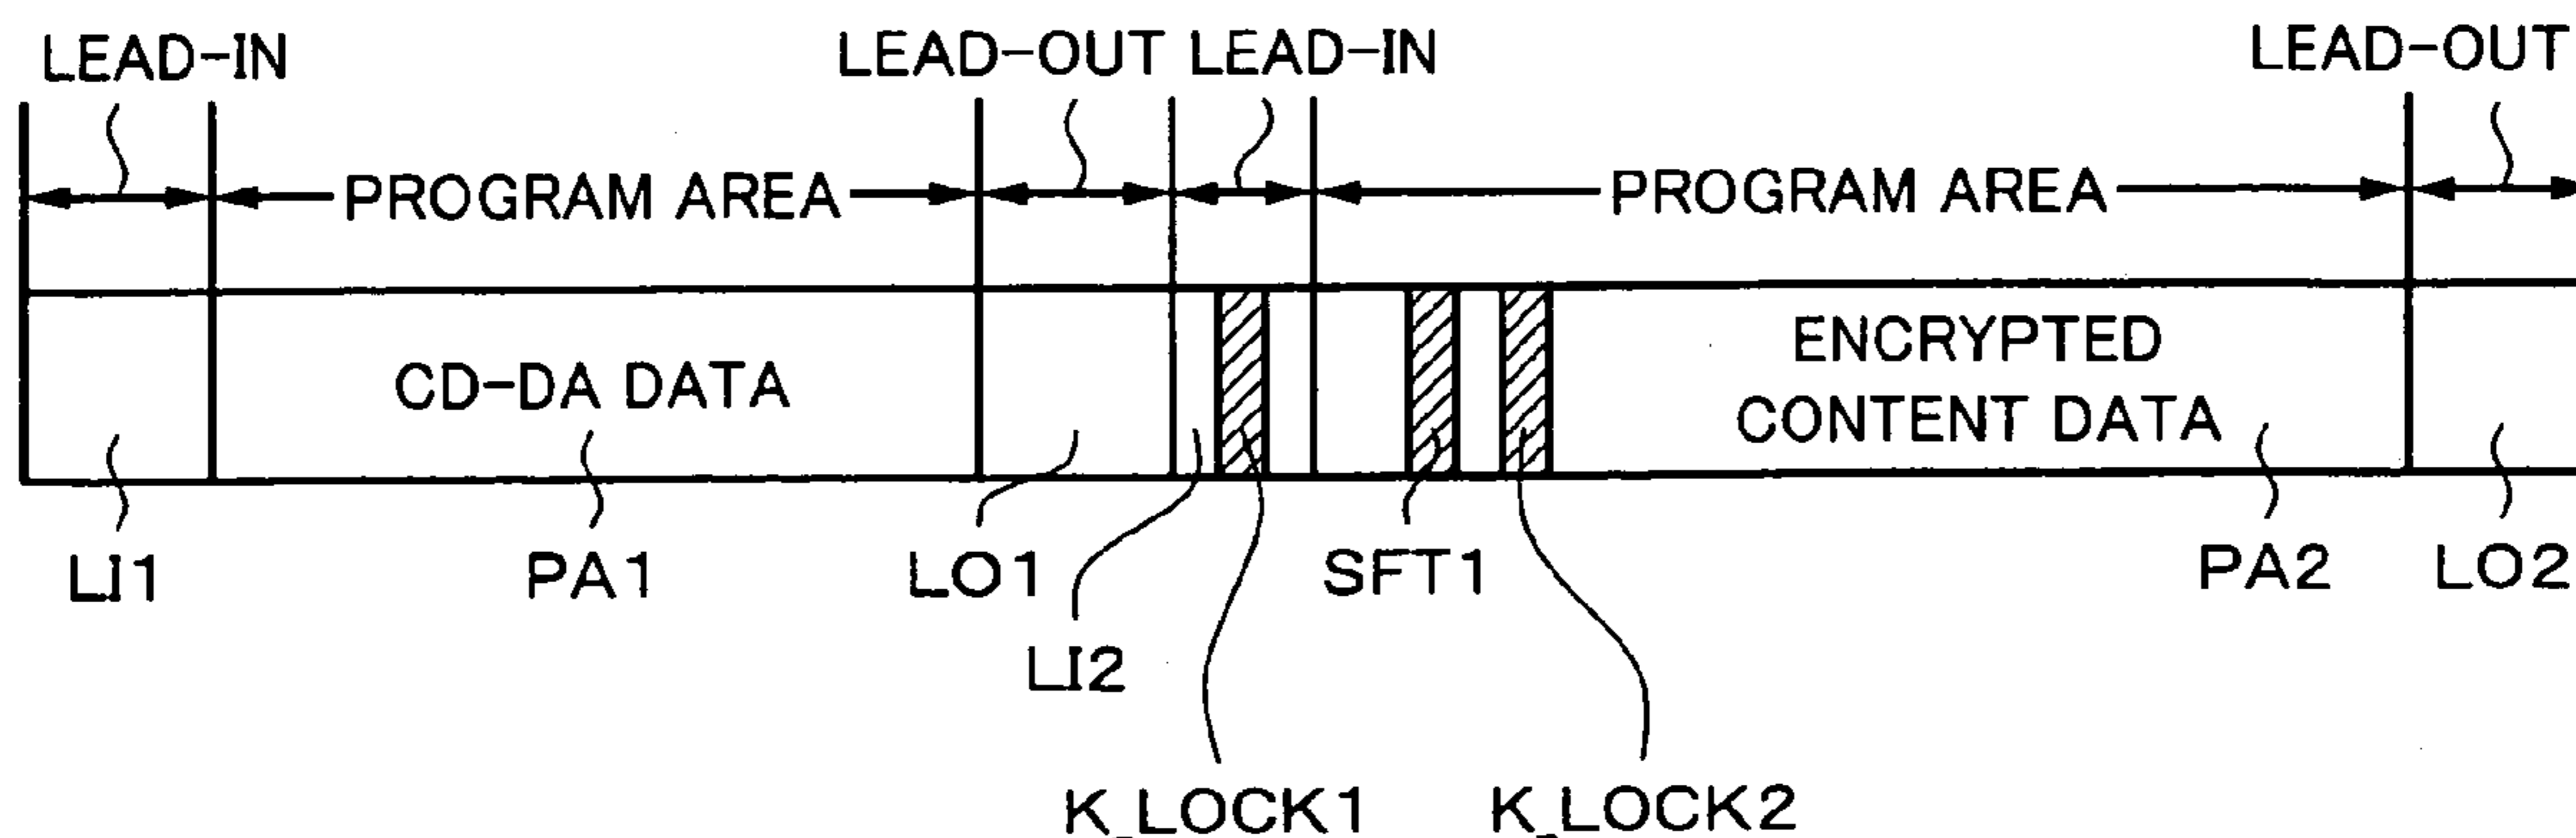 LEAD-IN
LEAD-OUT
LEAD-IN
LEAD-OUT
PROGRAM AREA
PROGRAM AREA
CD-DA DATA
ENCRYPTED
CONTENT DATA
LI1
PA1
LO1
LI2
SFT1
PA2
LO2
K_LOCK1
K_LOCK2